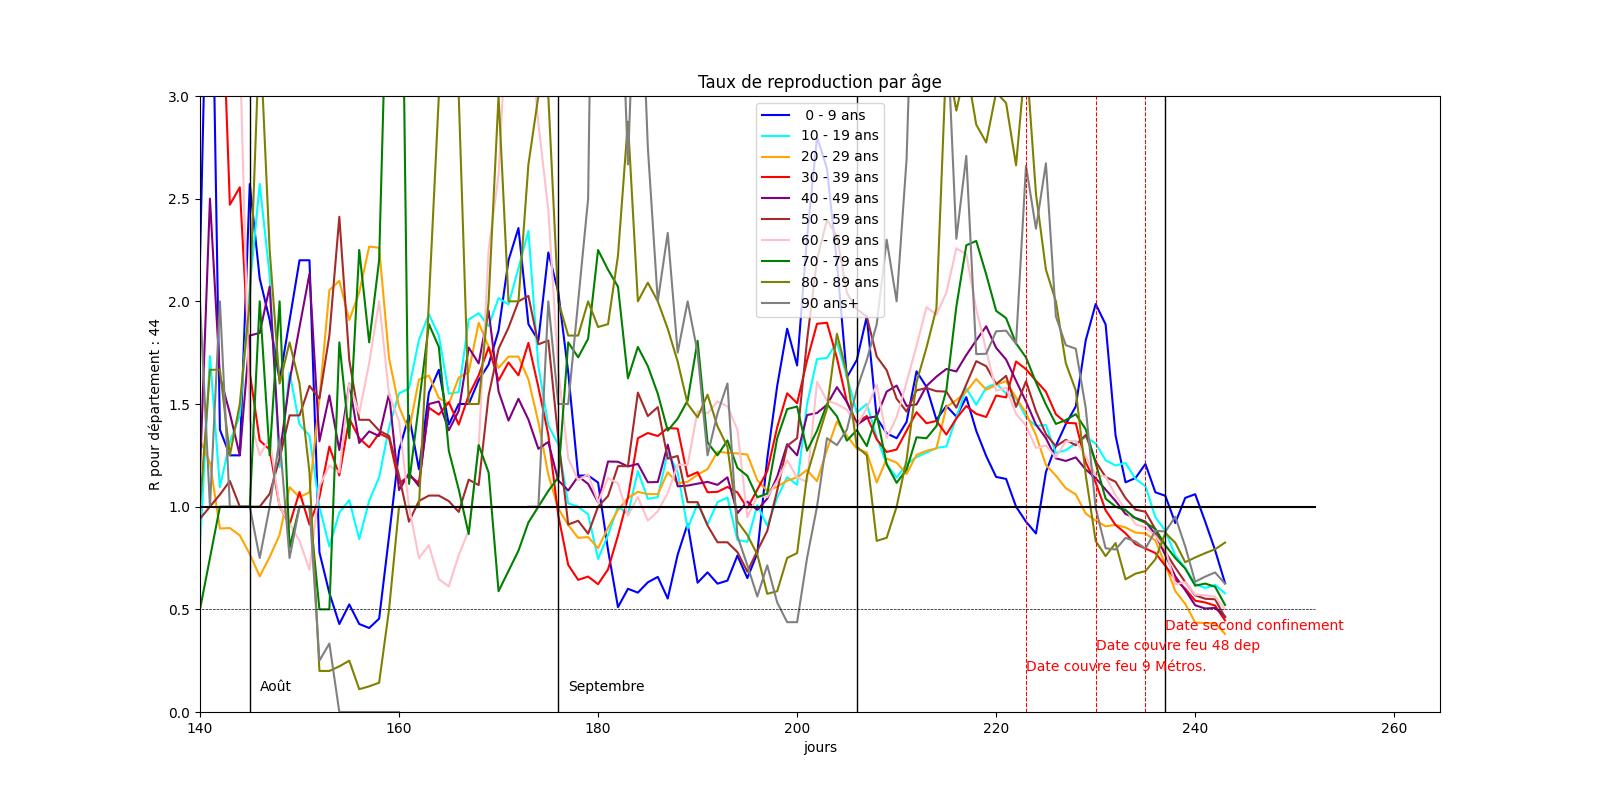 Taux de reproduction par âge
R pour département : 44
3.0
2.5
2.0
1.5
1.0
0.5
0.0
0 - 9 ans
10 - 19 ans
20 - 29 ans
30 - 39 ans
40 - 49 ans
50 - 59 ans
60 - 69 ans
70 - 79 ans
80 - 89 ans
90 ans+
Date second confinement
Date couvre feu 48 dep
Date couvre feu 9 Métros.
Août
Septembre
140
160
180
200
220
240
260
jours